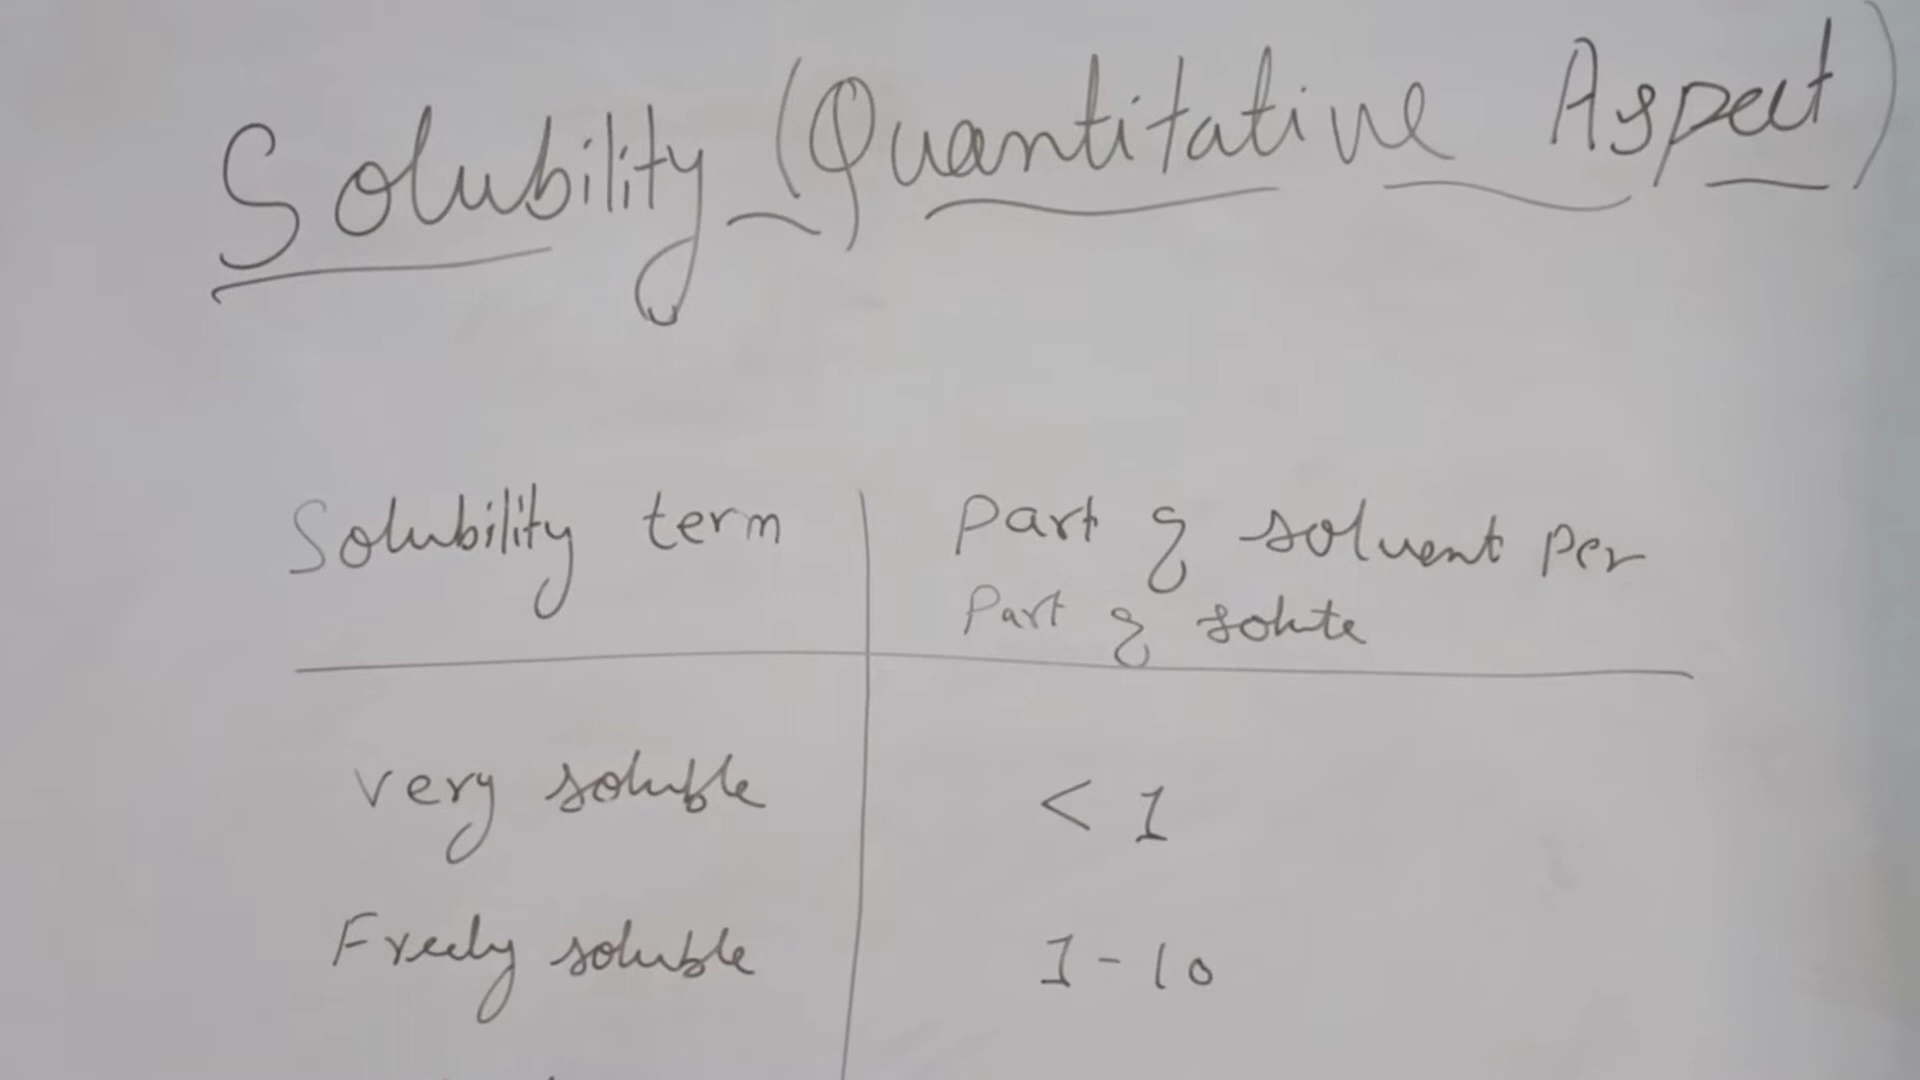 Solubility (Quantitative Aspect)
Solubility term | Part of solvent per
Part of solute
very soluble | < 1
Freely soluble | 1-10